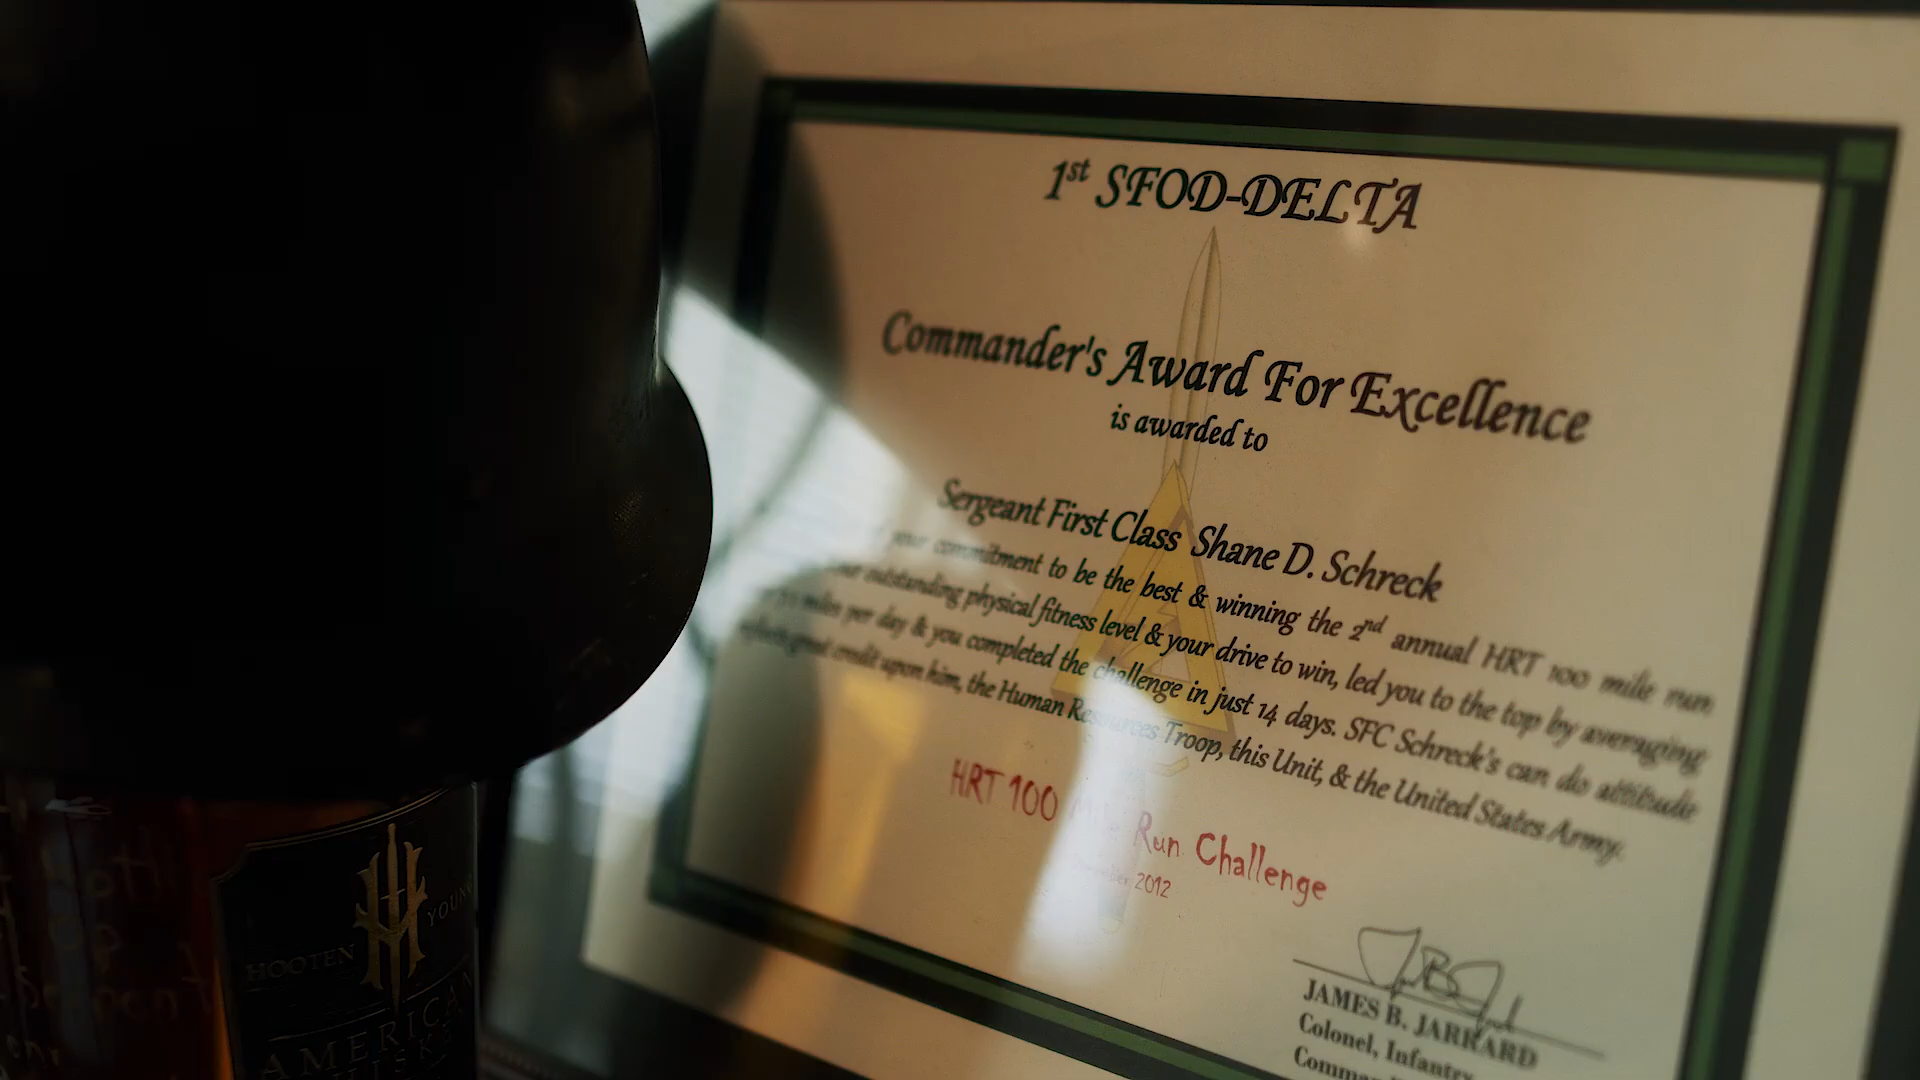 1st SFOD-DELTA
Commander's Award For Excellence
is awarded to
Sergeant First Class Shane D. Schreck
your commitment to be the best & winning the 2nd annual HRT 100 mile run
outstanding physical fitness level & your drive to win, led you to the top by averaging
miles per day & you completed the challenge in just 14 days. SFC Schreck's can do attitude
great credit upon him, the Human Resources Troop, this Unit, & the United States Army.
HRT 100 Mile Run Challenge
2012
JAMES B. JARRARD
Colonel, Infantry
HOOTEN YOUNG
AMERICAN